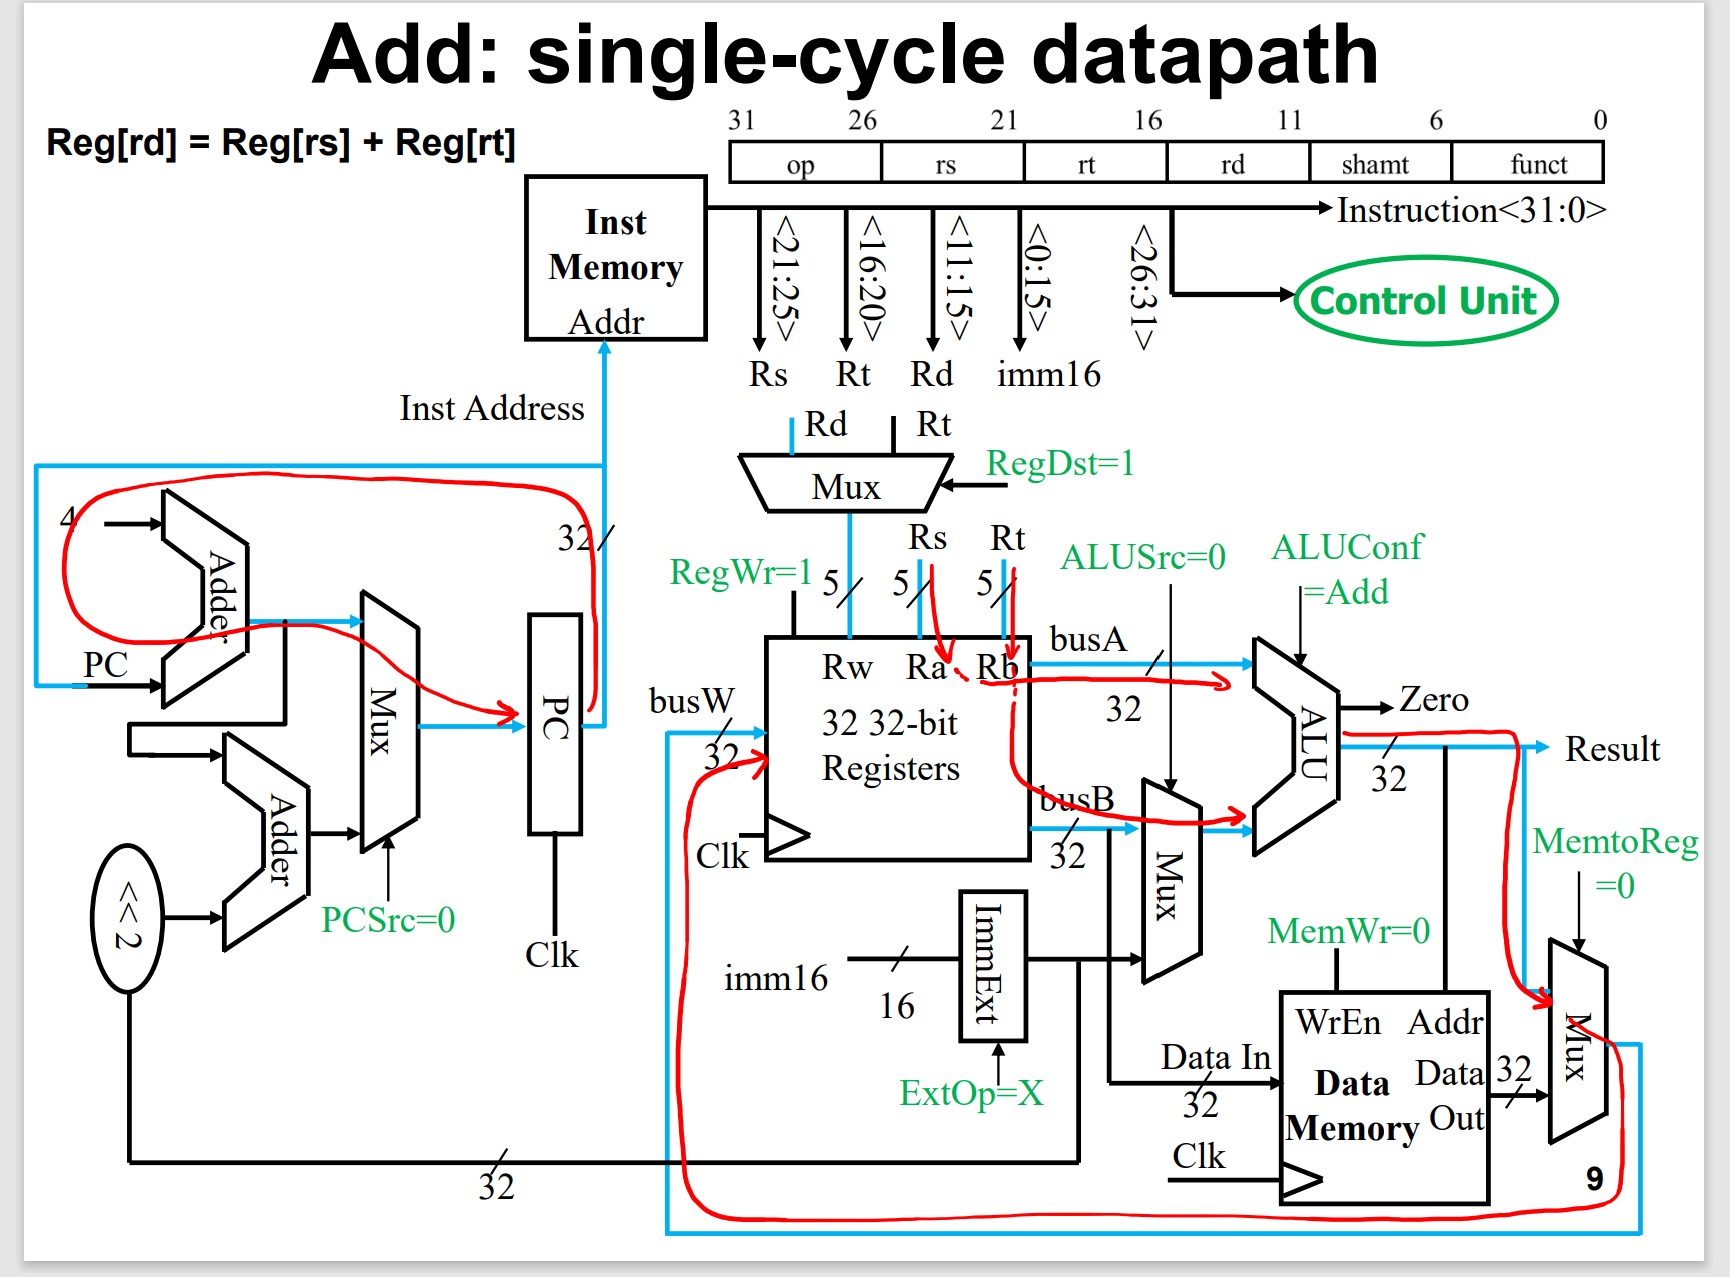 Add: single-cycle datapath
Reg[rd] = Reg[rs] + Reg[rt]
31 26 21 16 11 6 0
op rs rt rd shamt funct
Inst
Memory
Addr
Instruction<31:0>
<21:25>
<16:20>
<11:15>
<0:15>
<26:31>
Control Unit
Rs Rt Rd imm16
Inst Address
Rd Rt
Mux
RegDst=1
4
Adder
PC
32
Mux
PC
Adder
<<2
PCSrc=0
Clk
32
RegWr=1
5
Rs
5
Rt
5
ALUSrc=0
ALUConf
=Add
busW
32
Rw Ra Rb
32 32-bit
Registers
Clk
busA
32
busB
32
ALU
Zero
32
Result
Mux
imm16
16
ImmExt
ExtOp=X
MemtoReg
=0
MemWr=0
WrEn Addr
Data In
32
Data
Memory
Data
Out
32
Clk
Mux
9